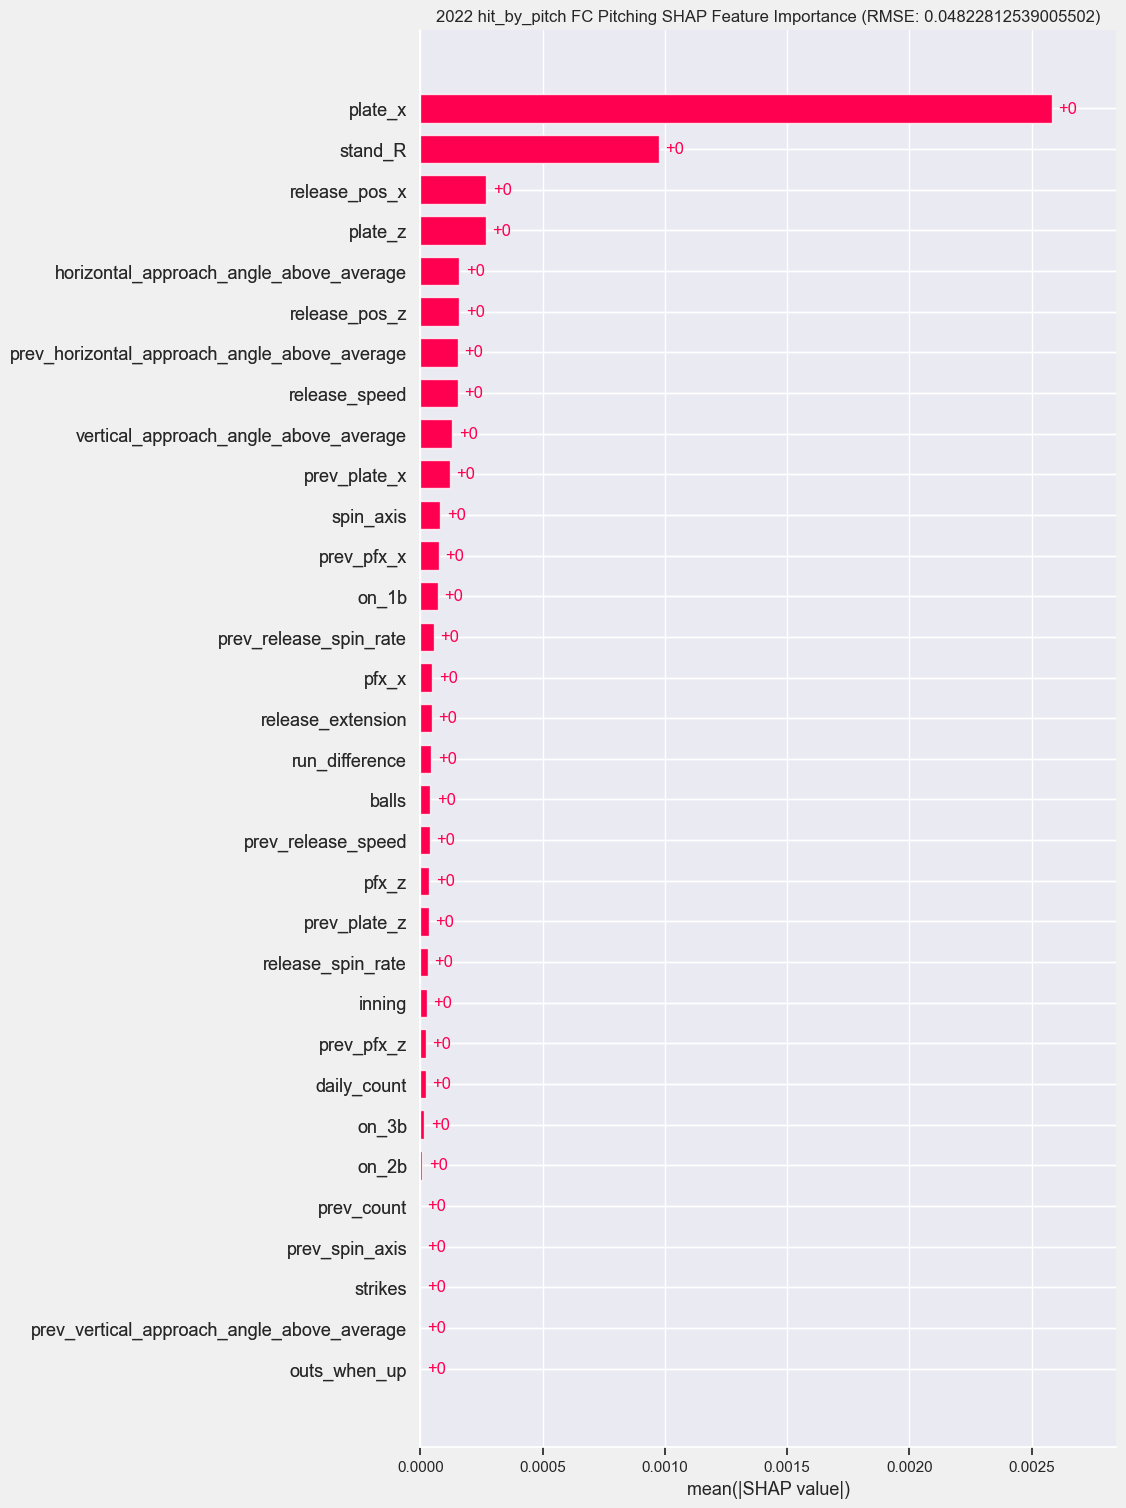 2022 hit_by_pitch FC Pitching SHAP Feature Importance (RMSE: 0.04822812539005502)
plate_x +0
stand_R +0
release_pos_x +0
plate_z +0
horizontal_approach_angle_above_average +0
release_pos_z +0
prev_horizontal_approach_angle_above_average +0
release_speed +0
vertical_approach_angle_above_average +0
prev_plate_x +0
spin_axis +0
prev_pfx_x +0
on_1b +0
prev_release_spin_rate +0
pfx_x +0
release_extension +0
run_difference +0
balls +0
prev_release_speed +0
pfx_z +0
prev_plate_z +0
release_spin_rate +0
inning +0
prev_pfx_z +0
daily_count +0
on_3b +0
on_2b +0
prev_count +0
prev_spin_axis +0
strikes +0
prev_vertical_approach_angle_above_average +0
outs_when_up +0
0.0000 0.0005 0.0010 0.0015 0.0020 0.0025
mean(|SHAP value|)